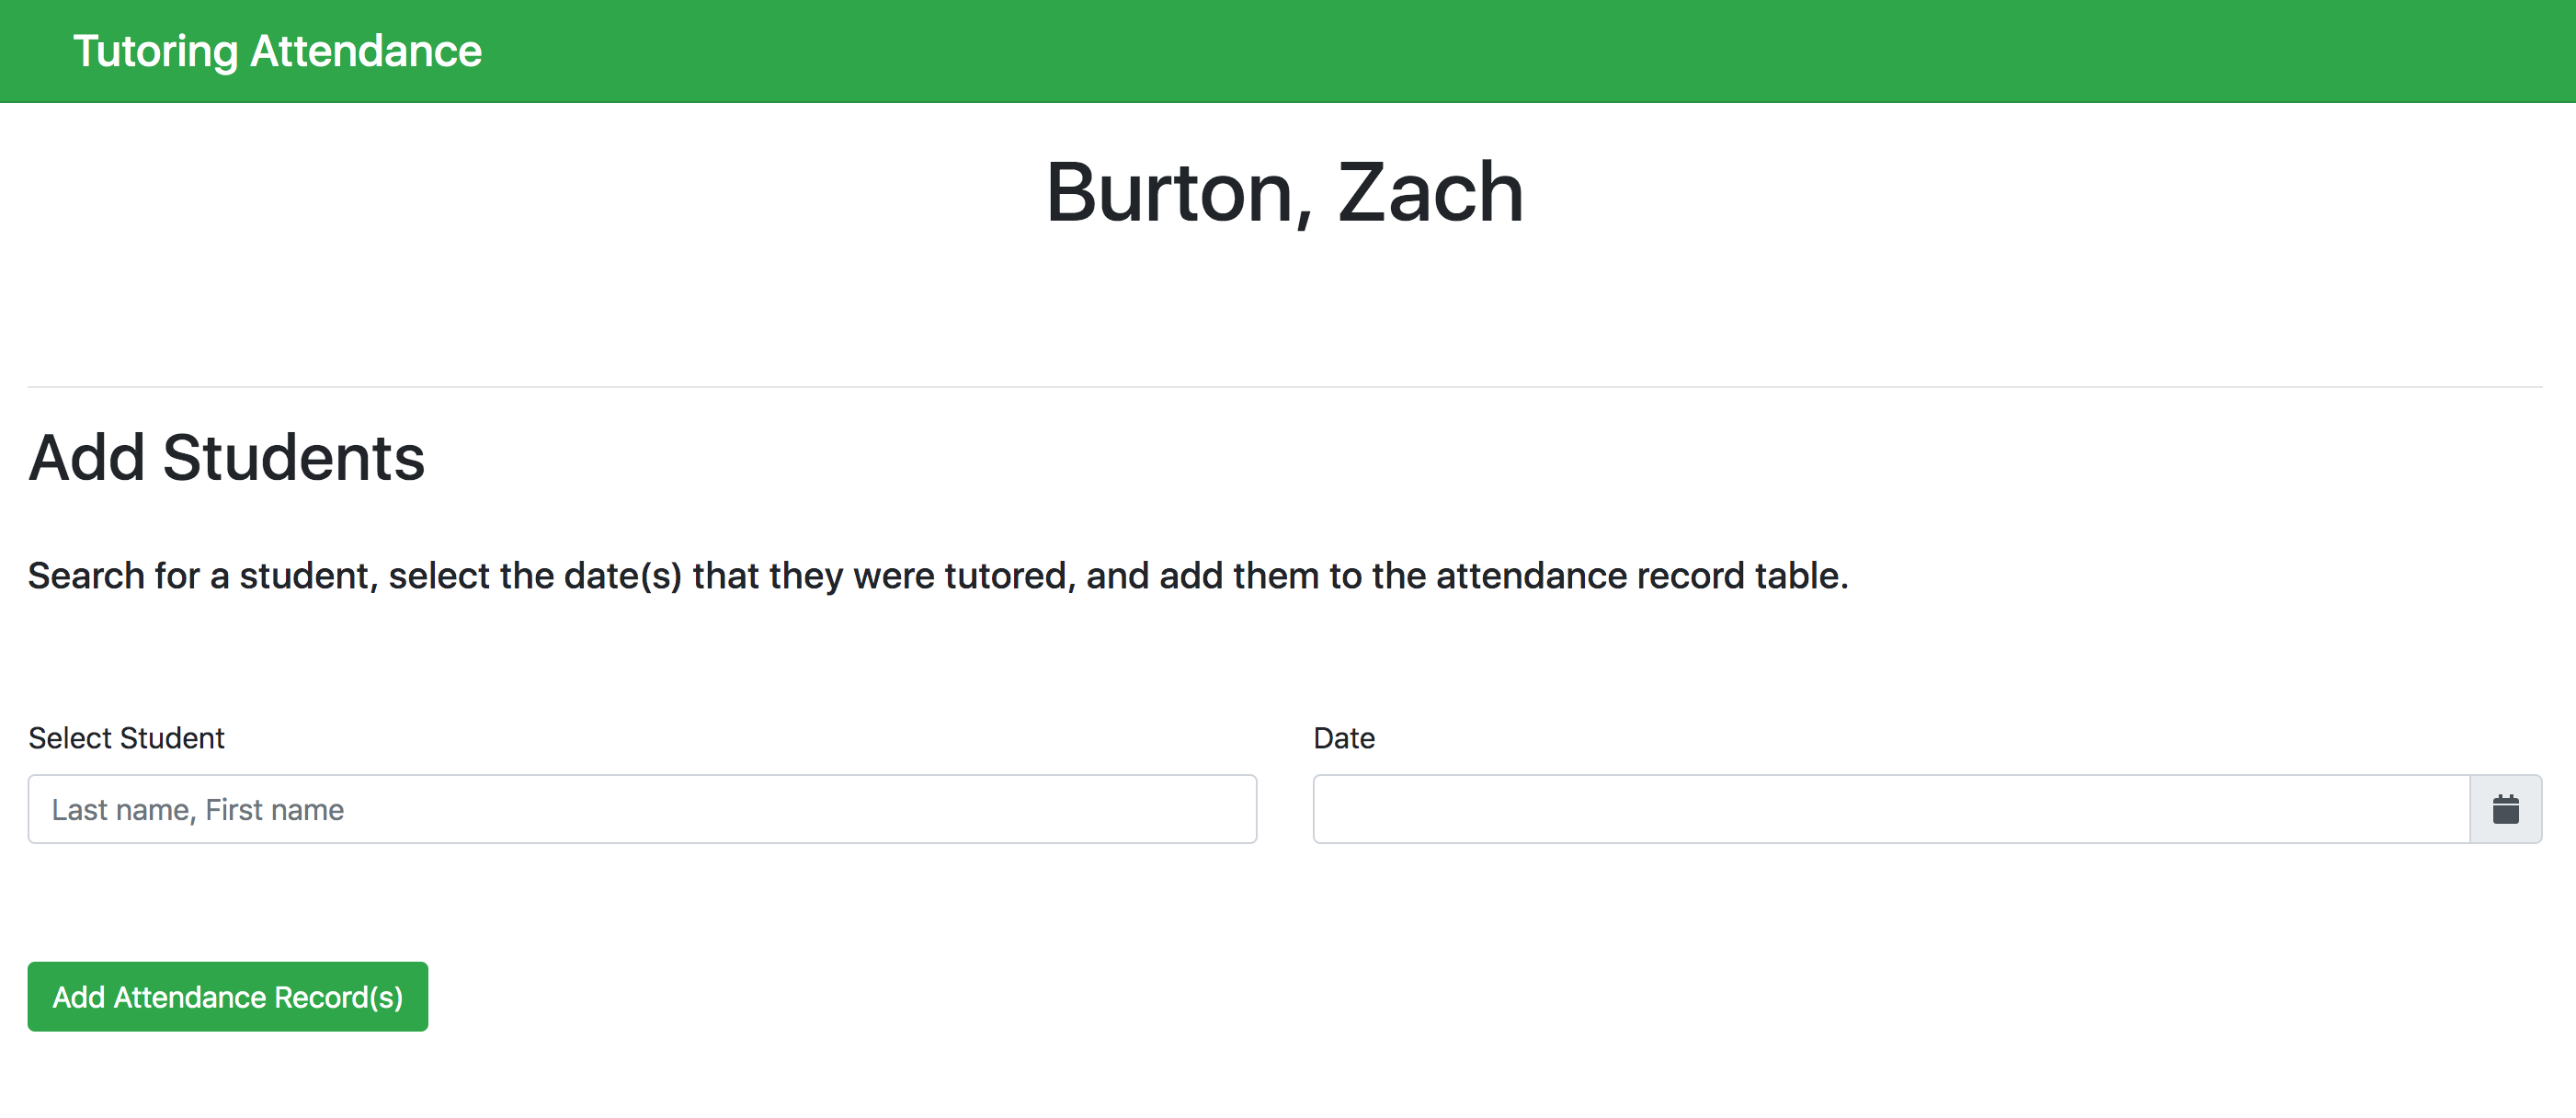 Tutoring Attendance
Burton, Zach
Add Students
Search for a student, select the date(s) that they were tutored, and add them to the attendance record table.
Select Student
Date
Last name, First name
Add Attendance Record(s)